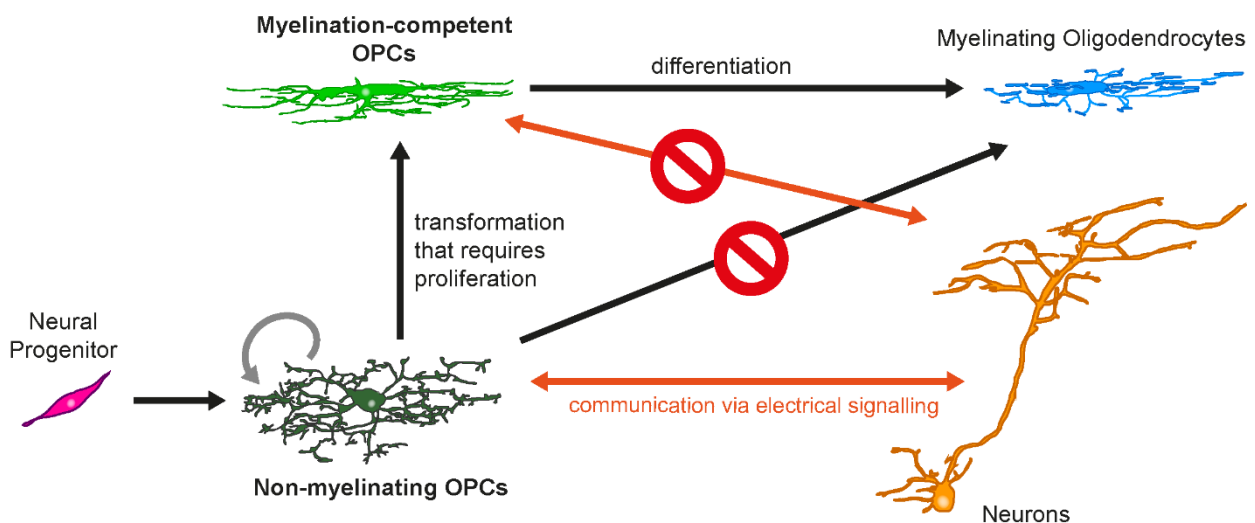 Myelination-competent
OPCs
Myelinating Oligodendrocytes
differentiation
transformation
that requires
proliferation
Neural
Progenitor
communication via electrical signalling
Non-myelinating OPCs
Neurons